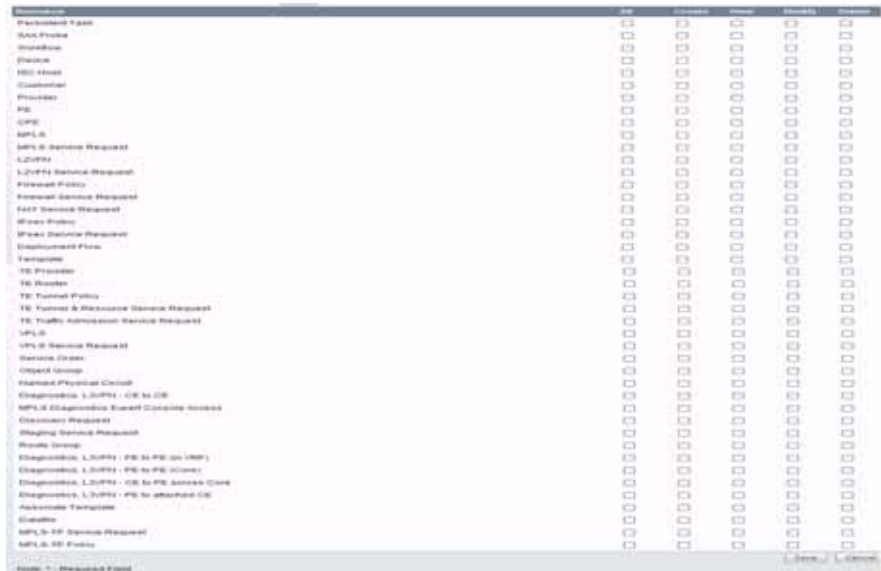 Resource All Create View Modify Delete
Persistent Task
SAA Probe
Workflow
Device
ISC Host
Customer
Provider
PE
CPE
MPLS
MPLS Service Request
L2VPN
L2VPN Service Request
Firewall Policy
Firewall Service Request
NAT Service Request
IPsec Policy
IPsec Service Request
Deployment Flow
Template
TE Provider
TE Router
TE Tunnel Policy
TE Tunnel & Resource Service Request
TE Traffic Admission Service Request
VPLS
VPLS Service Request
Service Order
Object Group
Named Physical Circuit
Diagnostics, L3VPN - CE to CE
MPLS Diagnostics Expert Console Access
Discovery Request
Staging Service Request
Route Group
Diagnostics, L3VPN - PE to PE (in VRF)
Diagnostics, L3VPN - PE to PE (Core)
Diagnostics, L3VPN - CE to PE across Core
Diagnostics, L3VPN - PE to attached CE
Associate Template
Datafile
MPLS-TP Service Request
MPLS-TP Policy
Save Cancel
Note: * - Required Field